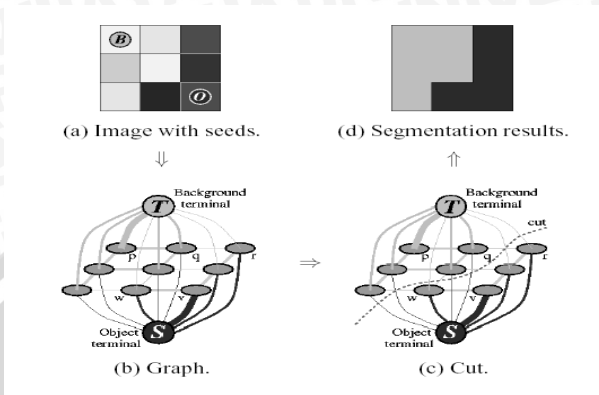 B
O
(a) Image with seeds.
(d) Segmentation results.
⇓
⇑
Background
terminal
T
p
q
r
w
v
Object
terminal
S
(b) Graph.
⇒
Background
terminal
T
cut
p
q
r
w
v
Object
terminal
S
(c) Cut.